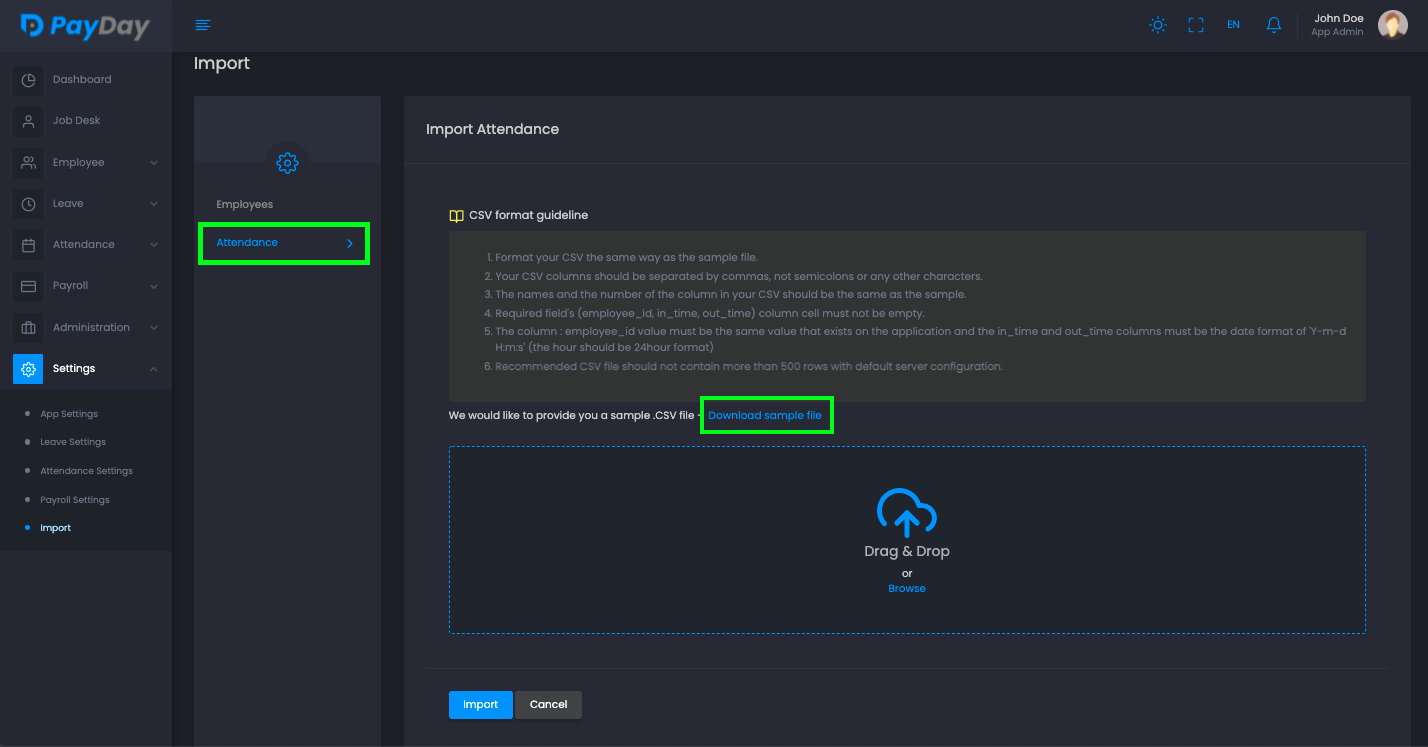 PayDay
EN
John Doe
App Admin
Dashboard
Job Desk
Employee
Leave
Attendance
Payroll
Administration
Settings
App Settings
Leave Settings
Attendance Settings
Payroll Settings
Import
Import
Employees
Attendance
Import Attendance
CSV format guideline
1. Format your CSV the same way as the sample file.
2. Your CSV columns should be separated by commas, not semicolons or any other characters.
3. The names and the number of the column in your CSV should be the same as the sample.
4. Required field's (employee_id, in_time, out_time) column cell must not be empty.
5. The column : employee_id value must be the same value that exists on the application and the in_time and out_time columns must be the date format of 'Y-m-d
H:m:s' (the hour should be 24hour format)
6. Recommended CSV file should not contain more than 500 rows with default server configuration.
We would like to provide you a sample .CSV file - Download sample file
Drag & Drop
or
Browse
Import
Cancel